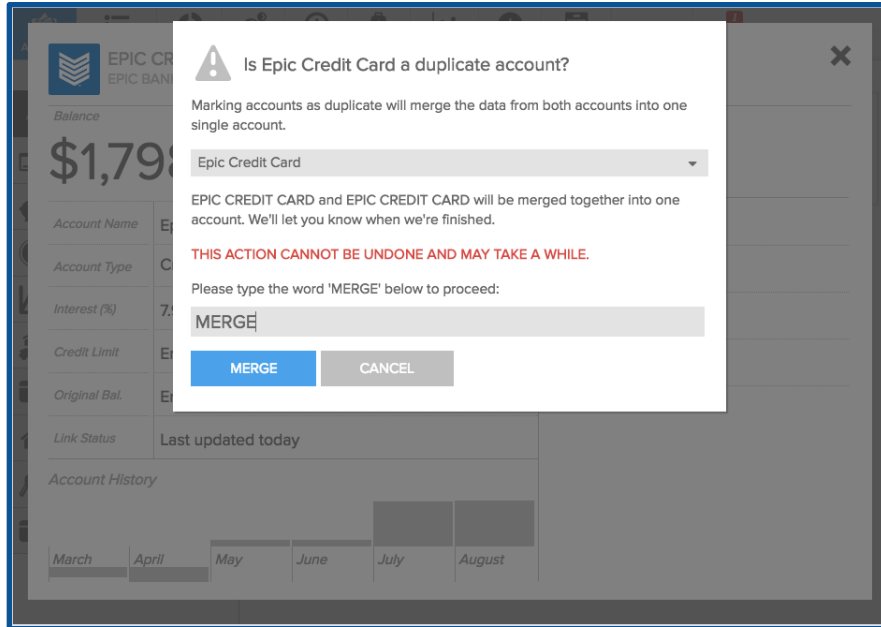 Is Epic Credit Card a duplicate account?
Marking accounts as duplicate will merge the data from both accounts into one
single account.
Epic Credit Card
EPIC CREDIT CARD and EPIC CREDIT CARD will be merged together into one
account. We'll let you know when we're finished.
THIS ACTION CANNOT BE UNDONE AND MAY TAKE A WHILE.
Please type the word 'MERGE' below to proceed:
MERGE
MERGE CANCEL
EPIC
EPIC
Balance
$1,798
Account Name
Account Type
Interest (%) 7.
Credit Limit
Original Bal.
Link Status Last updated today
Account History
March April May June July August